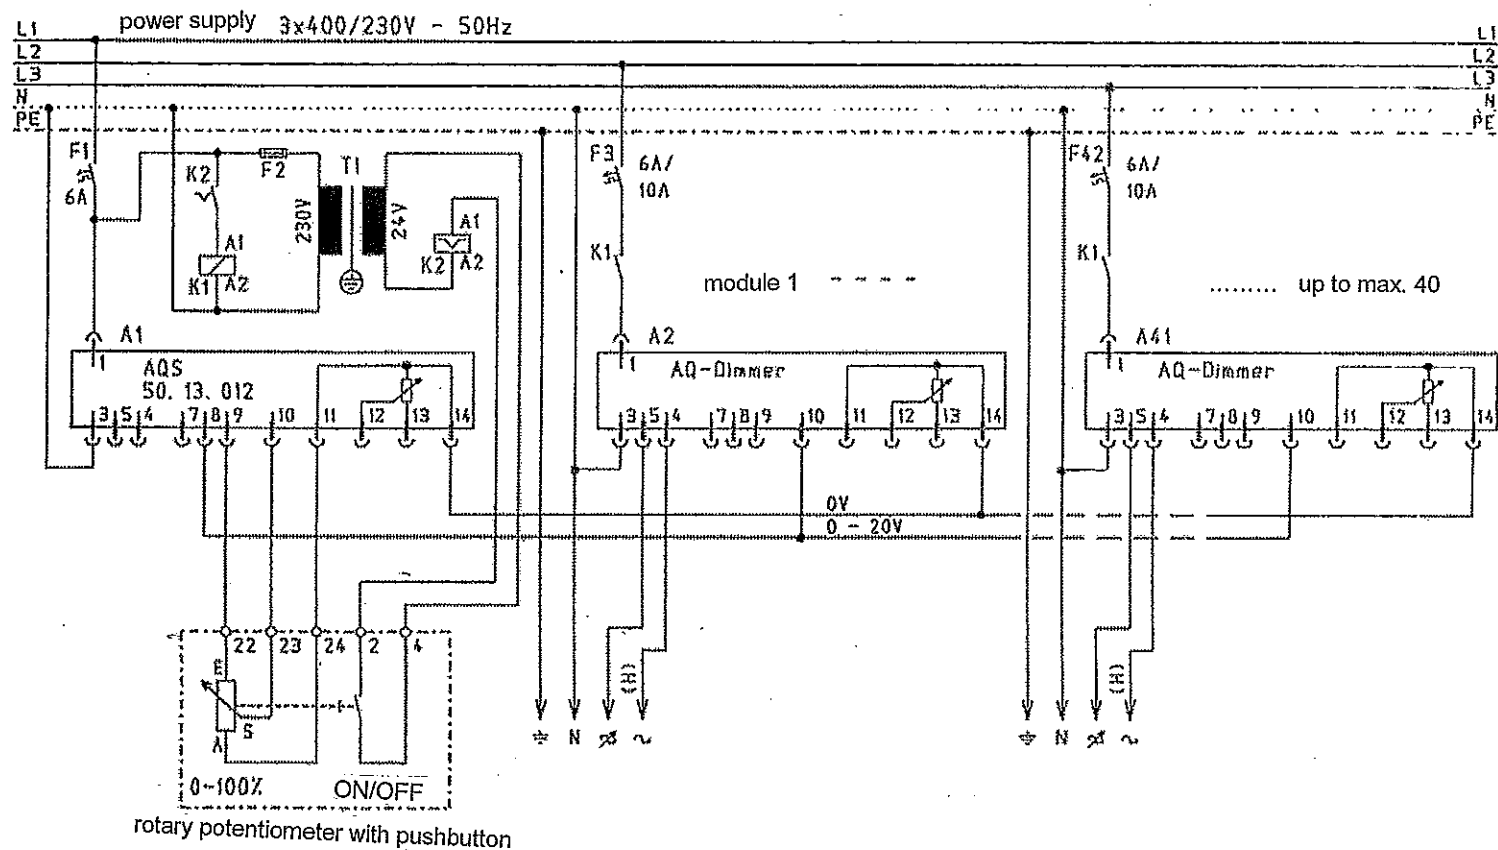 L1 power supply 3x400/230V - 50Hz L1
L2 L2
L3 L3
N N
PE PE
F1 6A
K2
F2
T1
230V
24V
A1
K1 A2
A1
K2 A2
F3 6A/
10A
K1
F42 6A/
10A
K1
module 1 - - - -
......... up to max. 40
A1
1
AQS
50. 13. 012
3 5 4 7 8 9 10 11 12 13 14
A2
1
AQ-Dimmer
3 5 4 7 8 9 10 11 12 13 14
A41
1
AQ-Dimmer
3 5 4 7 8 9 10 11 12 13 14
0V
0 - 20V
22 23 24 2 4
E
S
A
0-100% ON/OFF
rotary potentiometer with pushbutton
(H)
N ~
(H)
N ~